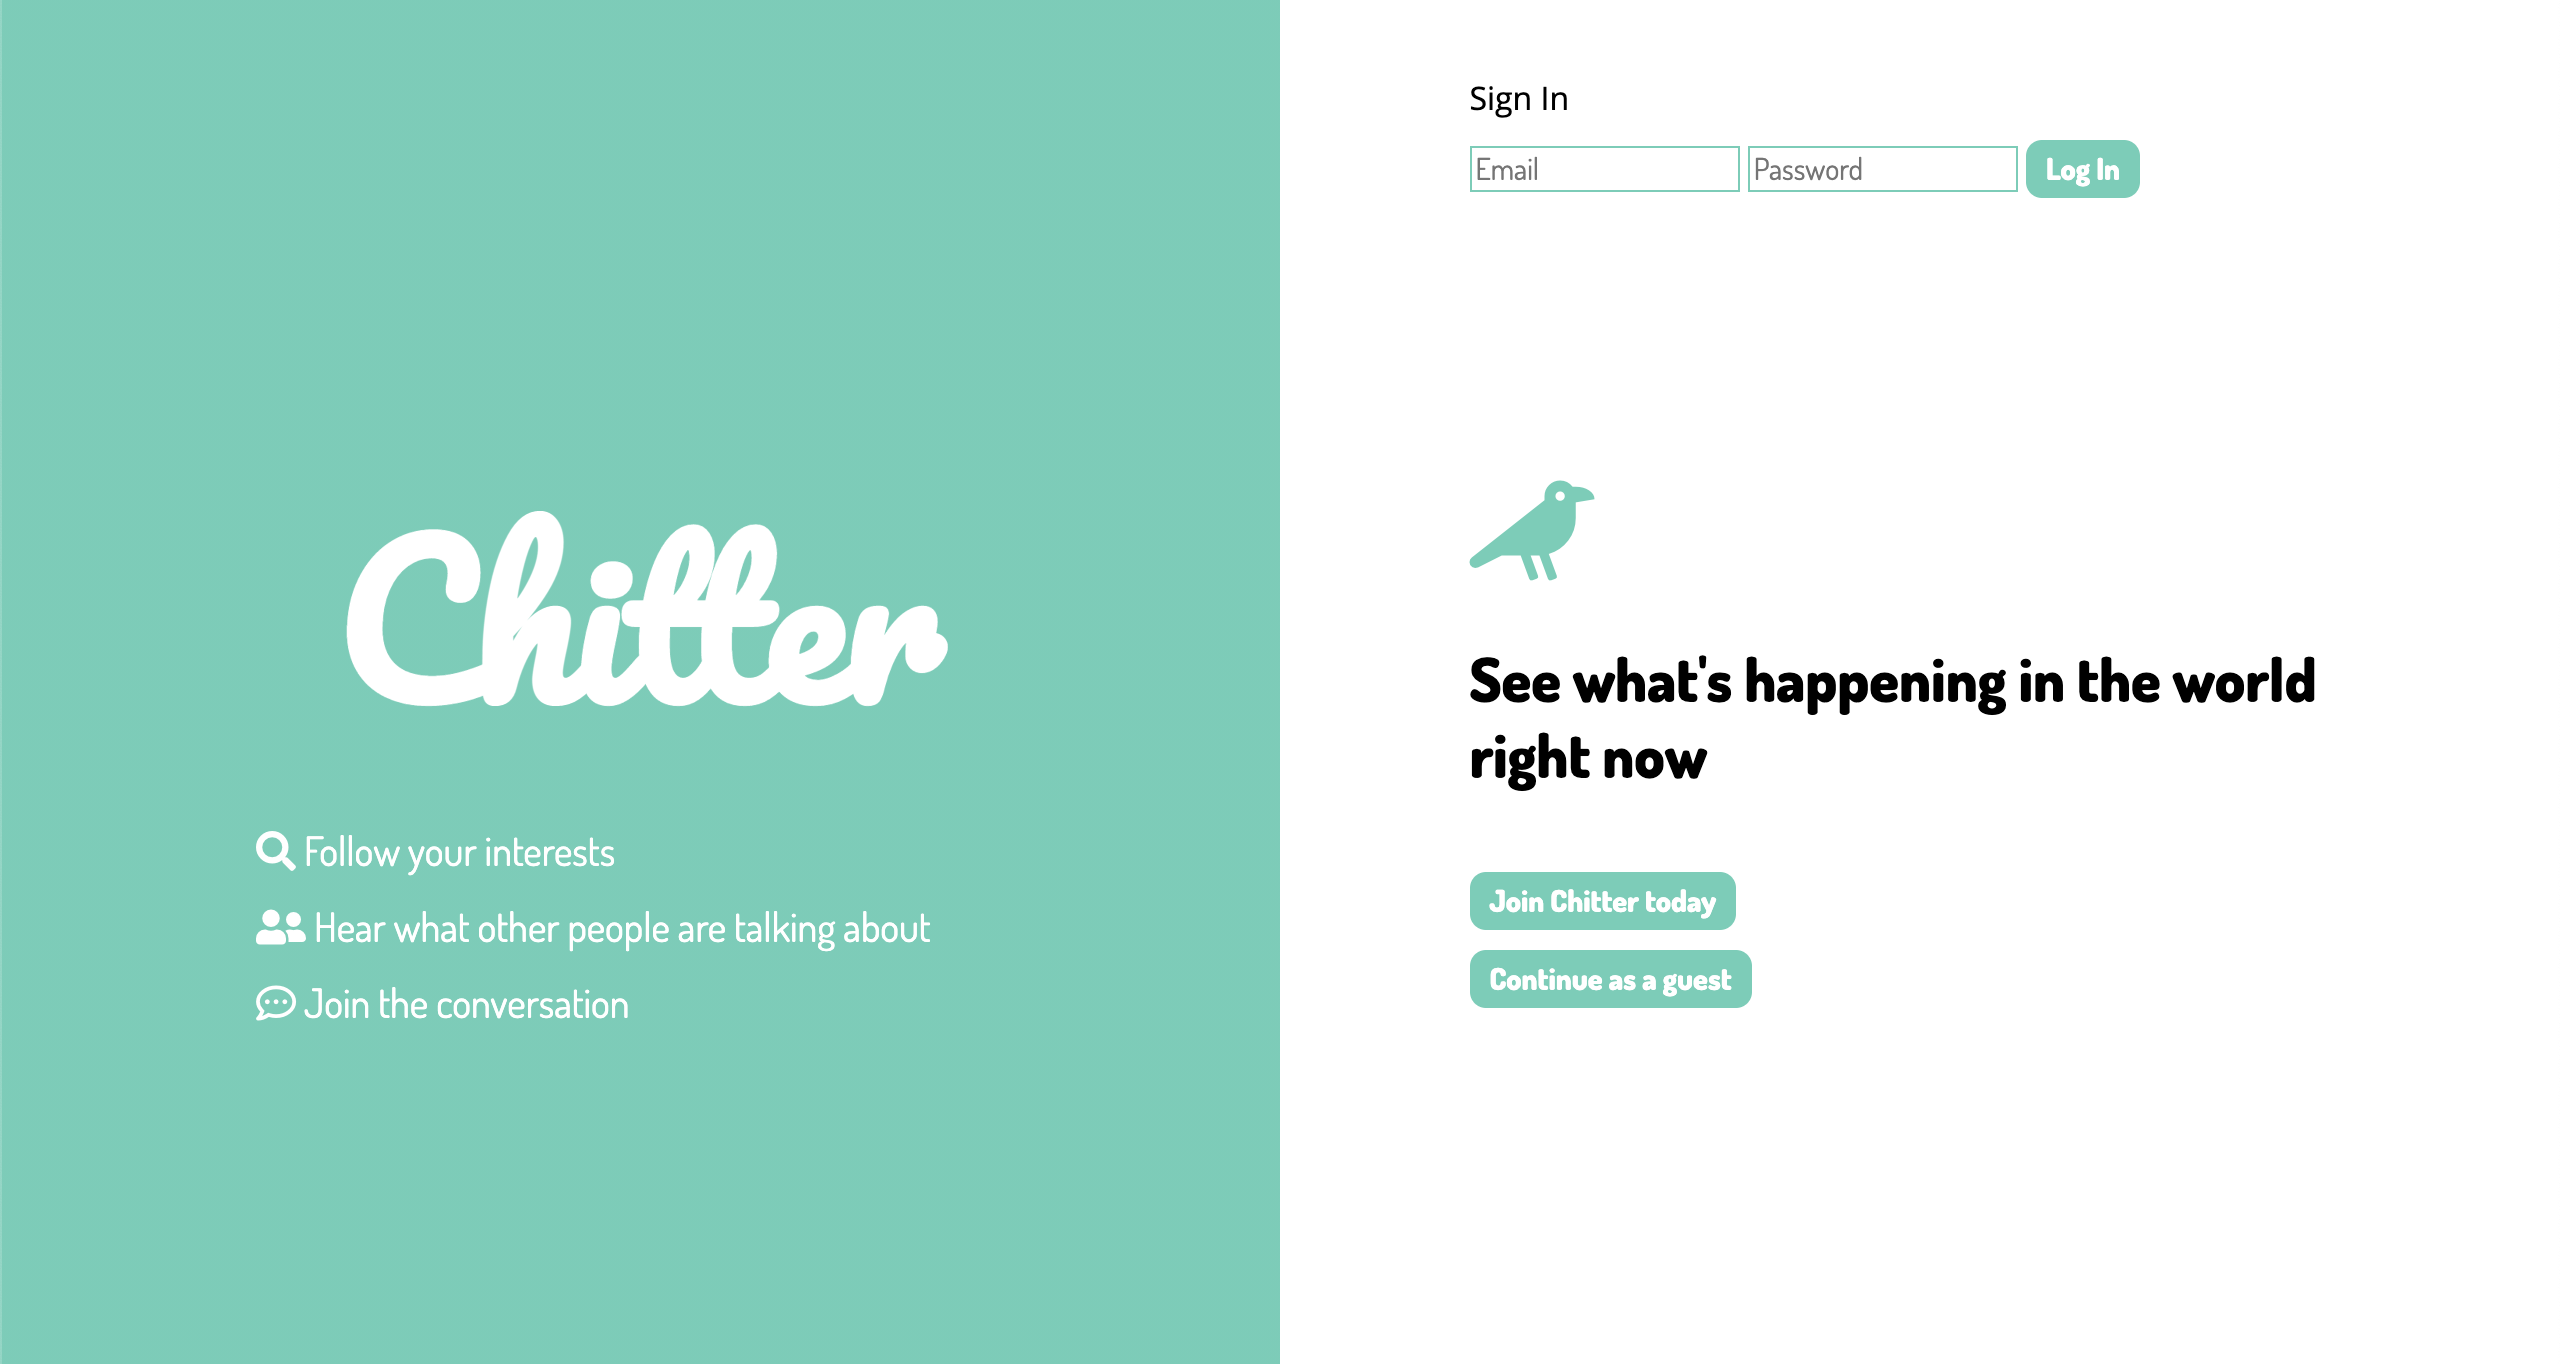 Chitter
Follow your interests
Hear what other people are talking about
Join the conversation
Sign In
Email Password Log In
See what's happening in the world
right now
Join Chitter today
Continue as a guest